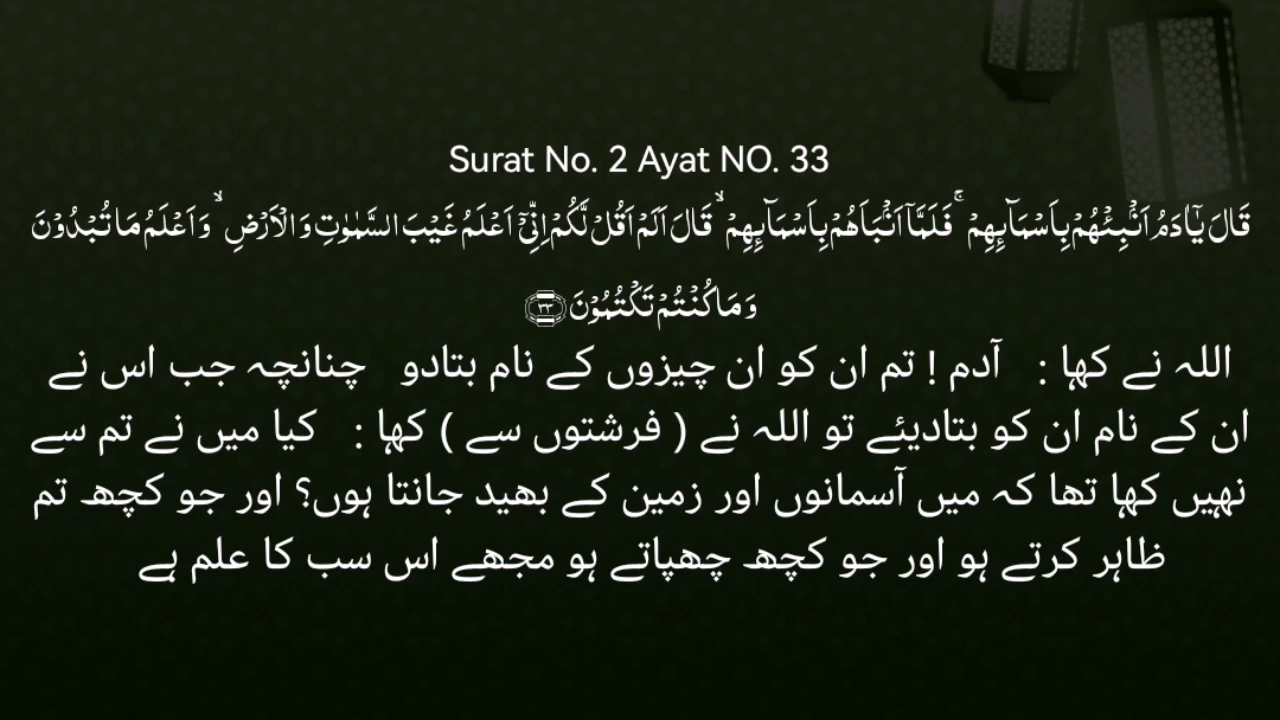 Surat No. 2 Ayat NO. 33
قَالَ يٰٓاٰدَمُ اَنْۢبِئْهُمْ بِاَسْمَآىِٕهِمْ ۚ فَلَمَّآ اَنْۢبَاَهُمْ بِاَسْمَآىِٕهِمْ ۙ قَالَ اَلَمْ اَقُلْ لَّكُمْ اِنِّىْٓ اَعْلَمُ غَيْبَ السَّمٰوٰتِ وَالْاَرْضِ ۙ وَاَعْلَمُ مَا تُبْدُوْنَ
وَمَا كُنْتُمْ تَكْتُمُوْنَ ﴿٣٣﴾
اللہ نے کہا : آدم ! تم ان کو ان چیزوں کے نام بتادو چنانچہ جب اس نے
ان کے نام ان کو بتادیئے تو اللہ نے ( فرشتوں سے ) کہا : کیا میں نے تم سے
نہیں کہا تھا کہ میں آسمانوں اور زمین کے بھید جانتا ہوں؟ اور جو کچھ تم
ظاہر کرتے ہو اور جو کچھ چھپاتے ہو مجھے اس سب کا علم ہے